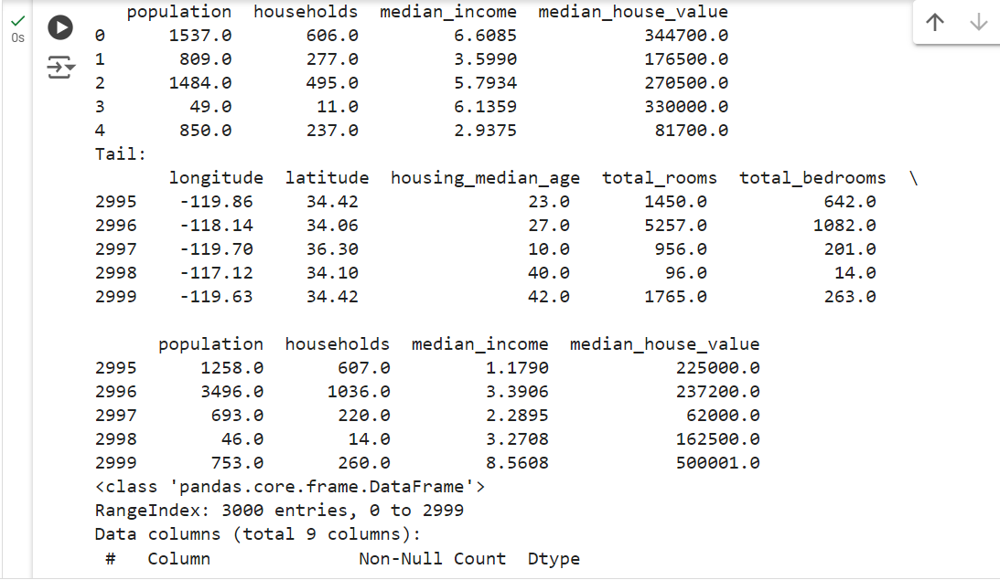 population households median_income median_house_value
0s
0 1537.0 606.0 6.6085 344700.0
1 809.0 277.0 3.5990 176500.0
2 1484.0 495.0 5.7934 270500.0
3 49.0 11.0 6.1359 330000.0
4 850.0 237.0 2.9375 81700.0
Tail:
longitude latitude housing_median_age total_rooms total_bedrooms \
2995 -119.86 34.42 23.0 1450.0 642.0
2996 -118.14 34.06 27.0 5257.0 1082.0
2997 -119.70 36.30 10.0 956.0 201.0
2998 -117.12 34.10 40.0 96.0 14.0
2999 -119.63 34.42 42.0 1765.0 263.0
population households median_income median_house_value
2995 1258.0 607.0 1.1790 225000.0
2996 3496.0 1036.0 3.3906 237200.0
2997 693.0 220.0 2.2895 62000.0
2998 46.0 14.0 3.2708 162500.0
2999 753.0 260.0 8.5608 500001.0
<class 'pandas.core.frame.DataFrame'>
RangeIndex: 3000 entries, 0 to 2999
Data columns (total 9 columns):
# Column Non-Null Count Dtype